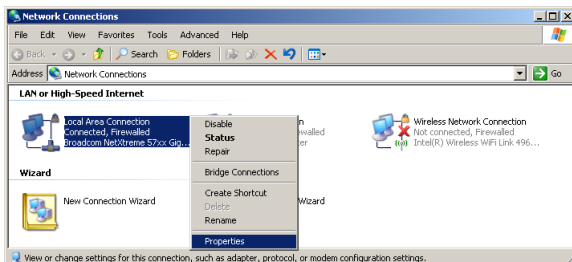 Network Connections
File Edit View Favorites Tools Advanced Help
Back Search Folders
Address Network Connections Go
LAN or High-Speed Internet
Local Area Connection
Connected, Firewalled
Broadcom NetXtreme 57xx Gig...
Disable
Status
Repair
Bridge Connections
Create Shortcut
Delete
Rename
Properties
n
ewalled
ter
Wireless Network Connection
Not connected, Firewalled
Intel(R) Wireless WiFi Link 496...
Wizard
New Connection Wizard
Wizard
View or change settings for this connection, such as adapter, protocol, or modem configuration settings.